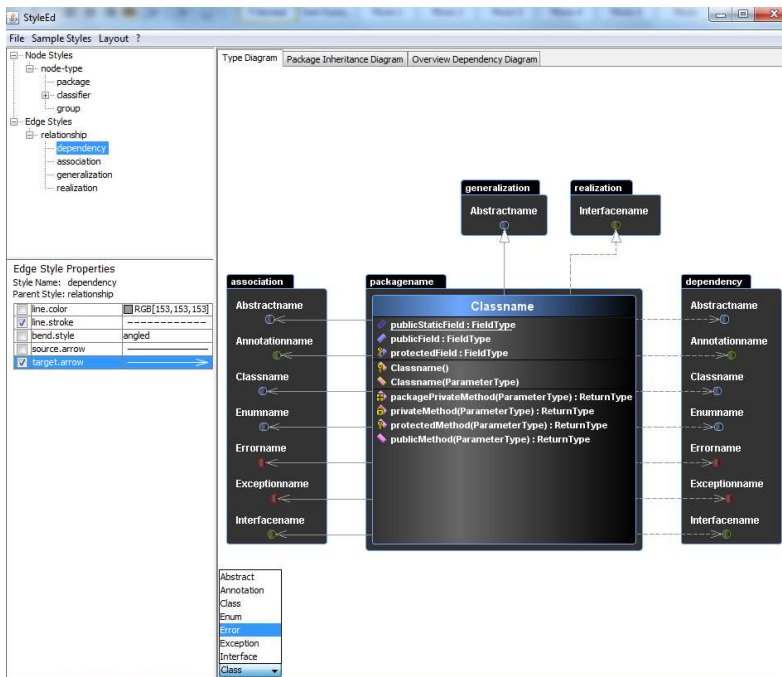 StyleEd
File Sample Styles Layout ?
Node Styles
node-type
package
classifier
group
Edge Styles
relationship
dependency
association
generalization
realization
Edge Style Properties
Style Name: dependency
Parent Style: relationship
line.color RGB[153,153,153]
line.stroke
bend.style angled
source.arrow
target.arrow
Type Diagram Package Inheritance Diagram Overview Dependency Diagram
generalization
Abstractname
realization
Interfacename
association
Abstractname
Annotationname
Classname
Enumname
Errorname
Exceptionname
Interfacename
packagename
Classname
publicStaticField : FieldType
publicField : FieldType
protectedField : FieldType
Classname()
Classname(ParameterType)
packagePrivateMethod(ParameterType) : ReturnType
privateMethod(ParameterType) : ReturnType
protectedMethod(ParameterType) : ReturnType
publicMethod(ParameterType) : ReturnType
dependency
Abstractname
Annotationname
Classname
Enumname
Errorname
Exceptionname
Interfacename
Abstract
Annotation
Class
Enum
Error
Exception
Interface
Class